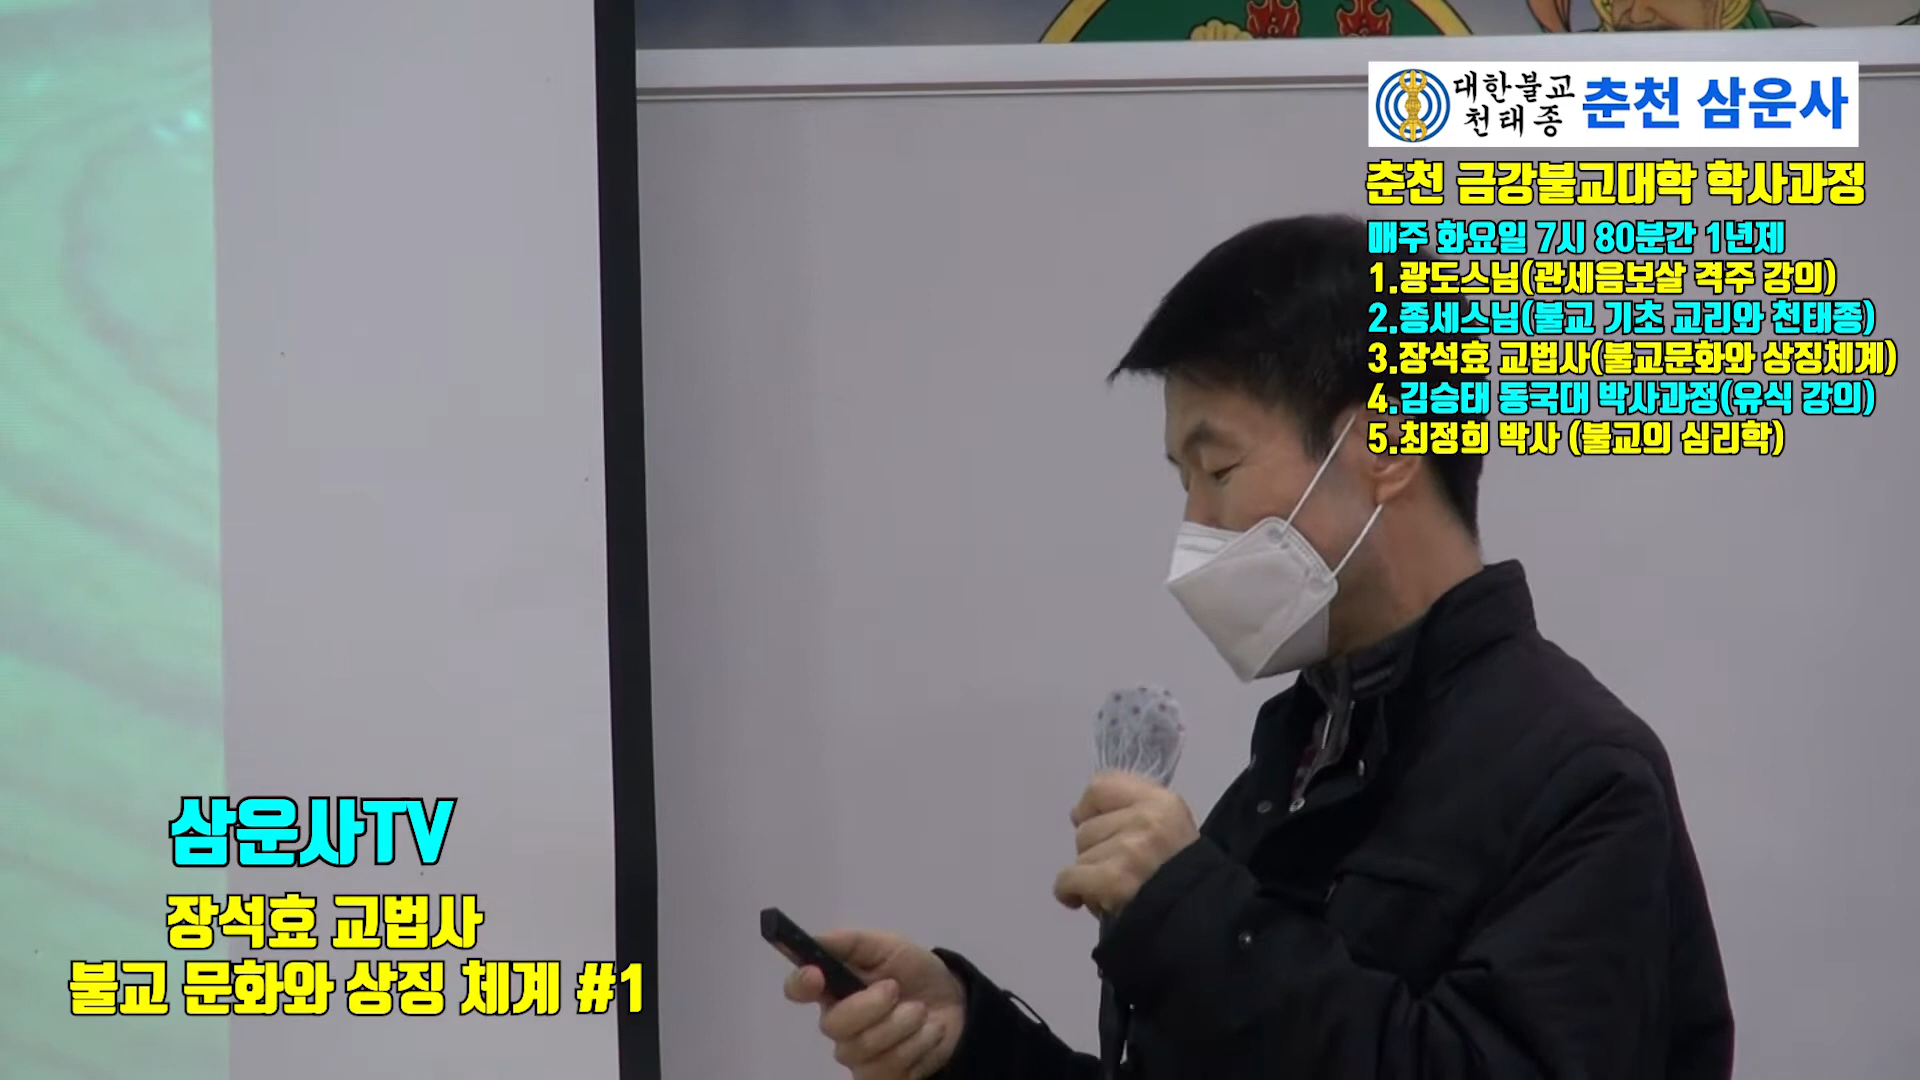 대한불교
천태종
춘천 삼운사
춘천 금강불교대학 학사과정
매주 화요일 7시 80분간 1년제
1.광도스님(관세음보살 격주 강의)
2.종세스님(불교 기초 교리와 천태종)
3.장석효 교법사(불교문화와 상징체계)
4.김승태 동국대 박사과정(유식 강의)
5.최정희 박사 (불교의 심리학)
삼운사TV
장석효 교법사
불교 문화와 상징 체계 #1